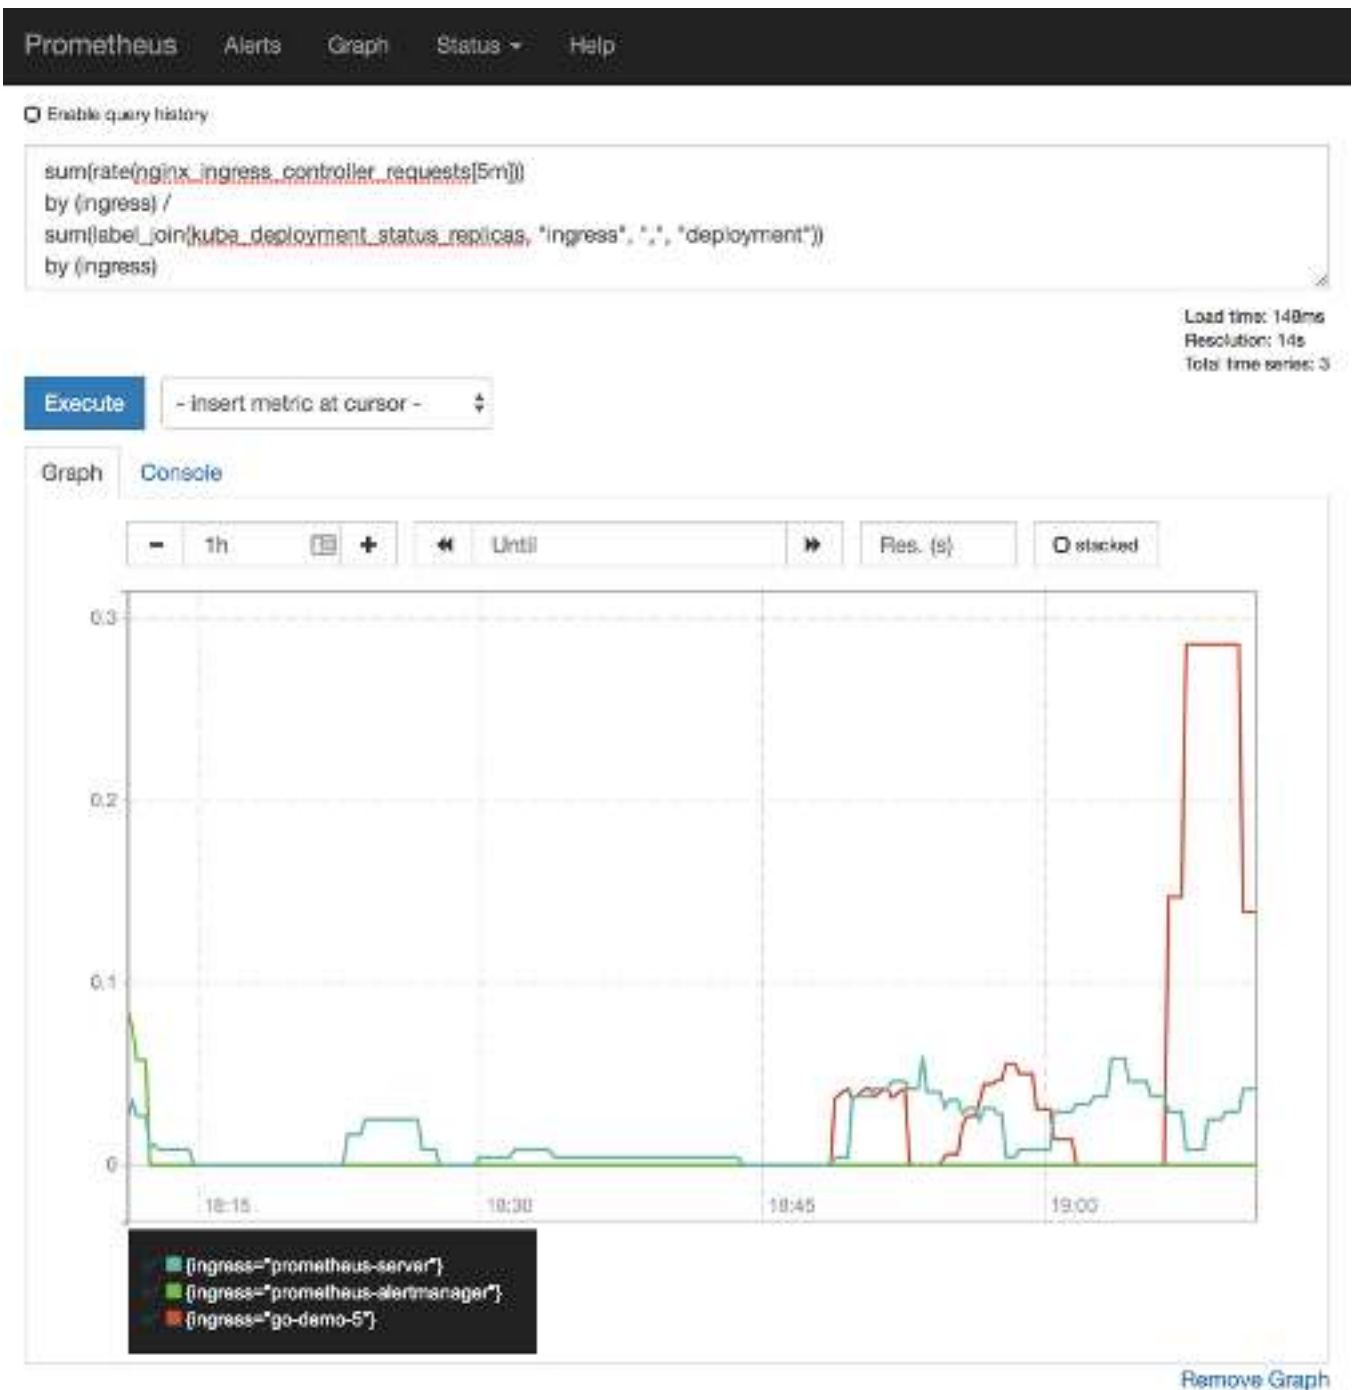 Prometheus Alerts Graph Status Help
Enable query history
sum(rate(nginx_ingress_controller_requests[5m]))
by (ingress) /
sum(label_join(kube_deployment_status_replicas, "ingress", ",", "deployment"))
by (ingress)
Load time: 148ms
Resolution: 14s
Total time series: 3
Execute - insert metric at cursor -
Graph Console
- 1h + Until Res. (s) stacked
0.3
0.2
0.1
0
18:15 18:30 18:45 19:00
{ingress="prometheus-server"}
{ingress="prometheus-alertmanager"}
{ingress="go-demo-5"}
Remove Graph